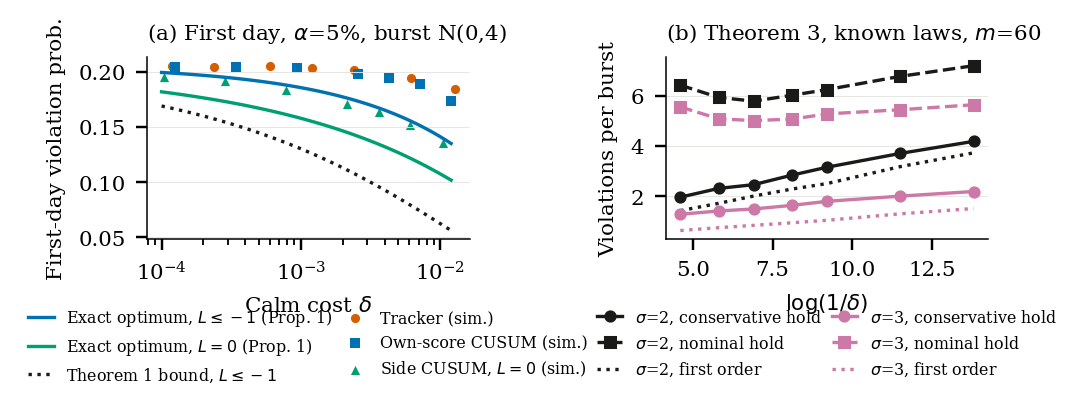 (a) First day, α=5%, burst N(0,4)
First-day violation prob.
0.20
0.15
0.10
0.05
10⁻⁴
10⁻³
10⁻²
Calm cost δ
Exact optimum, L ≤ −1 (Prop. 1)
Exact optimum, L = 0 (Prop. 1)
Theorem 1 bound, L ≤ −1
Tracker (sim.)
Own-score CUSUM (sim.)
Side CUSUM, L = 0 (sim.)
(b) Theorem 3, known laws, m=60
Violations per burst
6
4
2
5.0
7.5
10.0
12.5
log(1/δ)
σ=2, conservative hold
σ=2, nominal hold
σ=2, first order
σ=3, conservative hold
σ=3, nominal hold
σ=3, first order